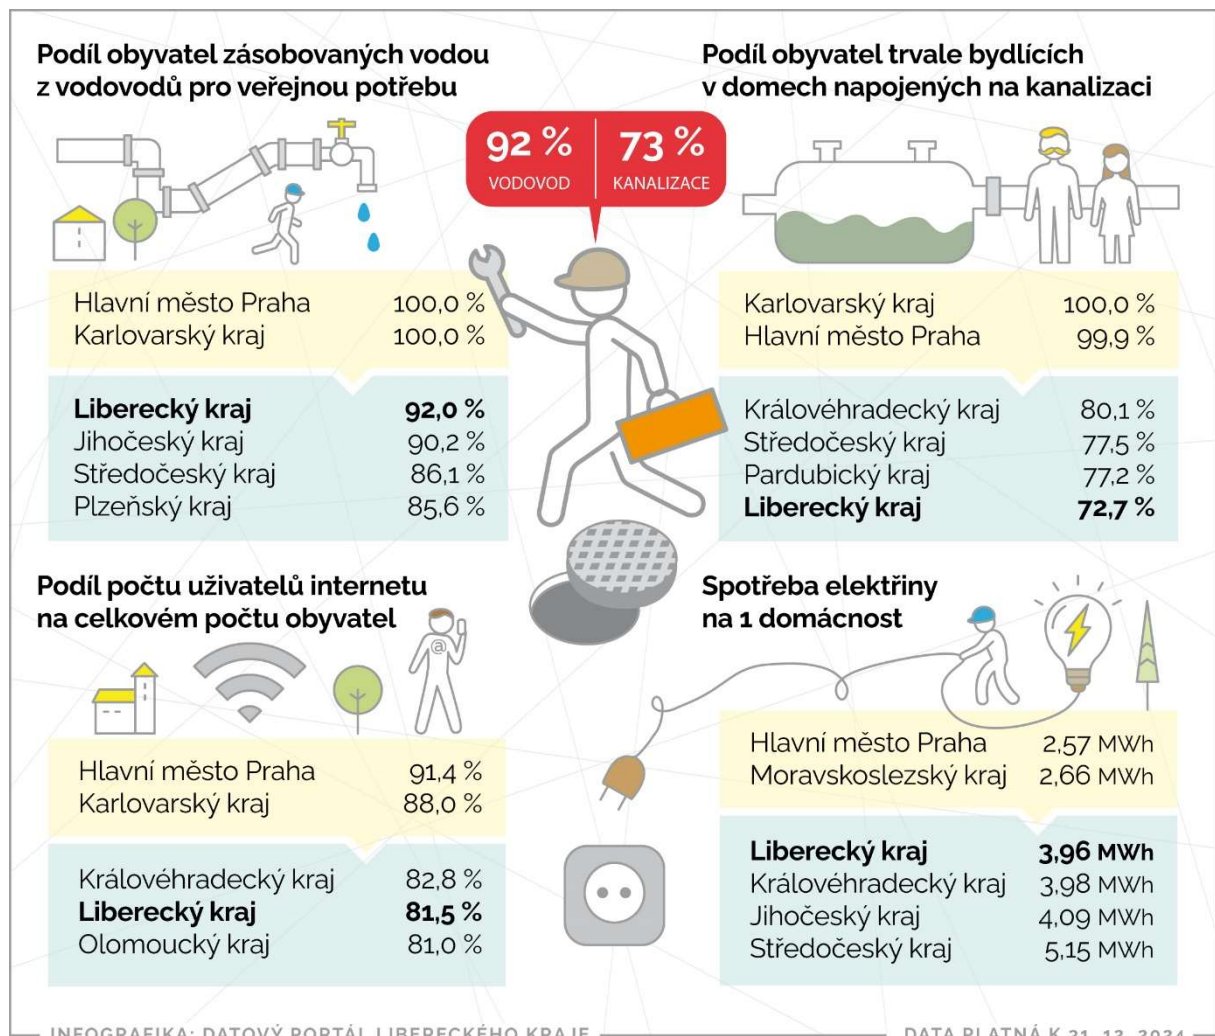 Podíl obyvatel zásobovaných vodou
z vodovodů pro veřejnou potřebu
Hlavní město Praha 100,0 %
Karlovarský kraj 100,0 %
Liberecký kraj 92,0 %
Jihočeský kraj 90,2 %
Středočeský kraj 86,1 %
Plzeňský kraj 85,6 %
92 % 73 %
VODOVOD KANALIZACE
Podíl obyvatel trvale bydlících
v domech napojených na kanalizaci
Karlovarský kraj 100,0 %
Hlavní město Praha 99,9 %
Královéhradecký kraj 80,1 %
Středočeský kraj 77,5 %
Pardubický kraj 77,2 %
Liberecký kraj 72,7 %
Podíl počtu uživatelů internetu
na celkovém počtu obyvatel
@
Hlavní město Praha 91,4 %
Karlovarský kraj 88,0 %
Královéhradecký kraj 82,8 %
Liberecký kraj 81,5 %
Olomoucký kraj 81,0 %
Spotřeba elektřiny
na 1 domácnost
Hlavní město Praha 2,57 MWh
Moravskoslezský kraj 2,66 MWh
Liberecký kraj 3,96 MWh
Královéhradecký kraj 3,98 MWh
Jihočeský kraj 4,09 MWh
Středočeský kraj 5,15 MWh
INFOGRAFIKA: DATOVÝ PORTÁL LIBERECKÉHO KRAJE
DATA PLATNÁ K 31. 12. 2024